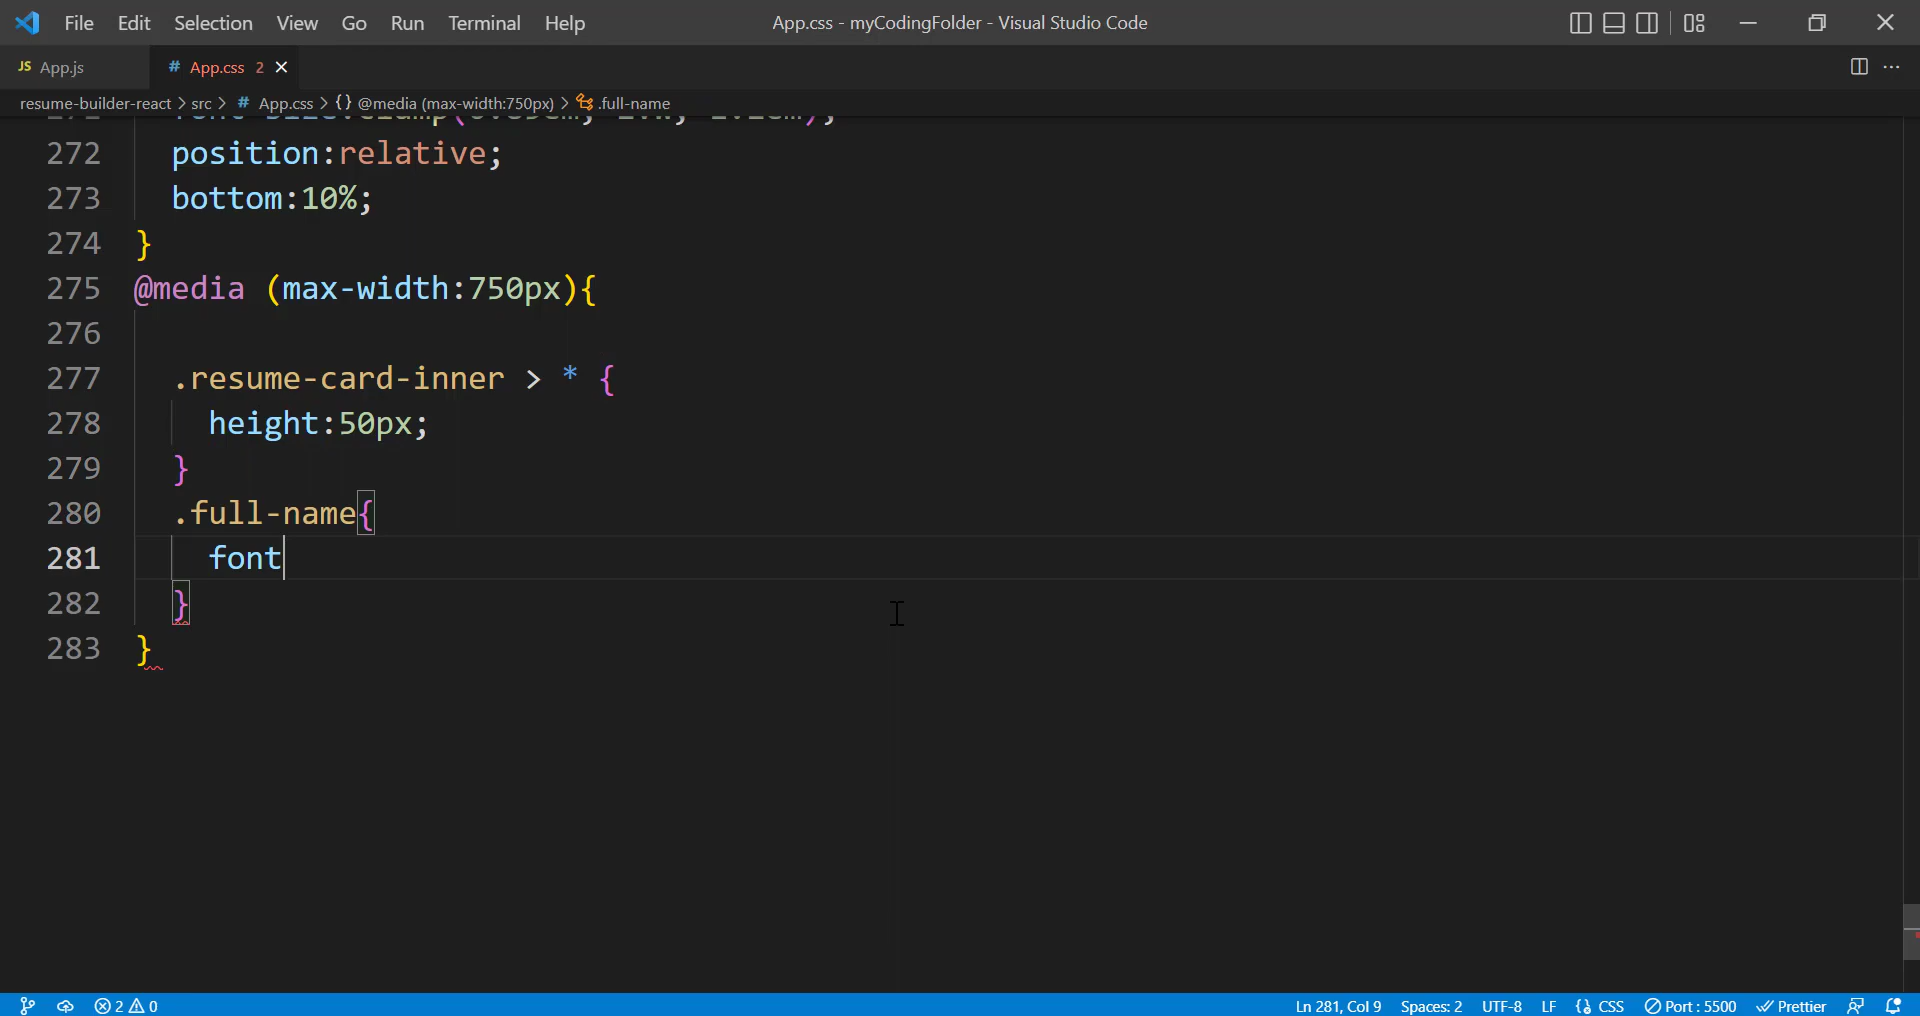 File Edit Selection View Go Run Terminal Help App.css - myCodingFolder - Visual Studio Code
JS App.js # App.css 2
resume-builder-react > src > # App.css > {} @media (max-width:750px) > .full-name
272 position:relative;
273 bottom:10%;
274 }
275 @media (max-width:750px){
276
277 .resume-card-inner > * {
278 height:50px;
279 }
280 .full-name{
281 font
282 }
283 }
2 0 Ln 281, Col 9 Spaces: 2 UTF-8 LF {} CSS Port : 5500 Prettier